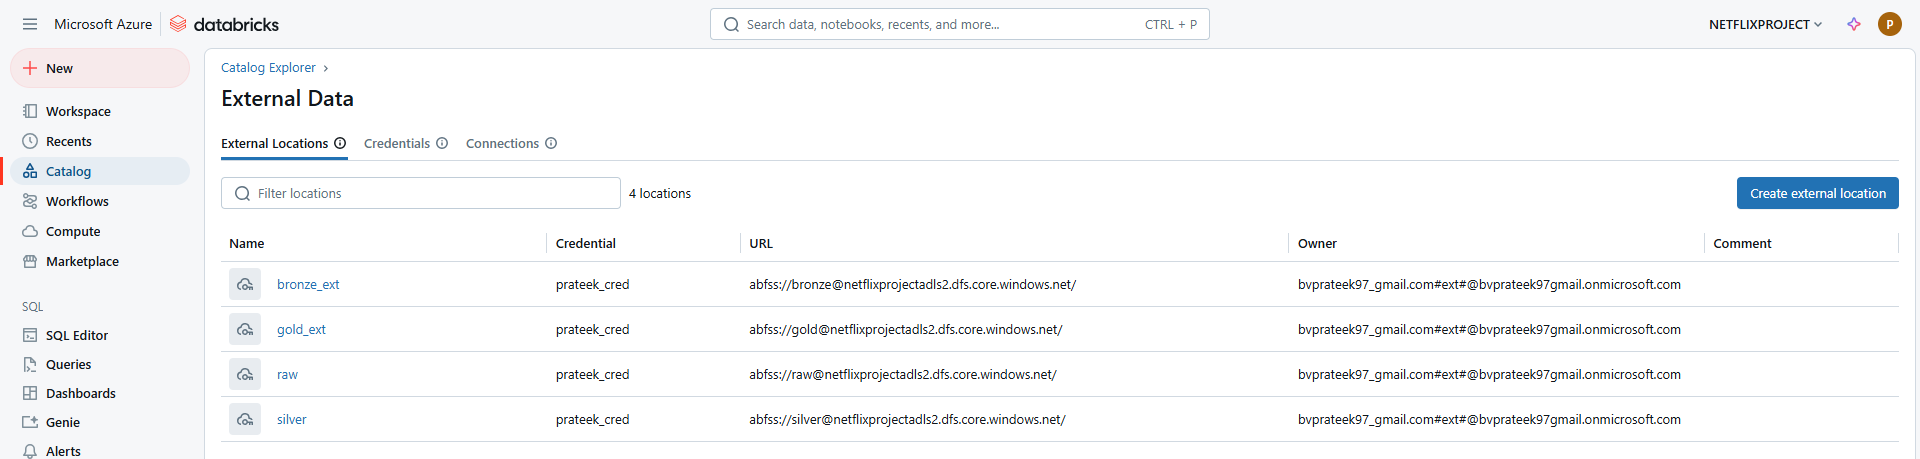 Microsoft Azure databricks Search data, notebooks, recents, and more... CTRL + P NETFLIXPROJECT P
New
Workspace
Recents
Catalog
Workflows
Compute
Marketplace
SQL
SQL Editor
Queries
Dashboards
Genie
Alerts
Catalog Explorer ›
External Data
External Locations Credentials Connections
Filter locations 4 locations Create external location
Name Credential URL Owner Comment
bronze_ext prateek_cred abfss://bronze@netflixprojectadls2.dfs.core.windows.net/ bvprateek97_gmail.com#ext#@bvprateek97gmail.onmicrosoft.com
gold_ext prateek_cred abfss://gold@netflixprojectadls2.dfs.core.windows.net/ bvprateek97_gmail.com#ext#@bvprateek97gmail.onmicrosoft.com
raw prateek_cred abfss://raw@netflixprojectadls2.dfs.core.windows.net/ bvprateek97_gmail.com#ext#@bvprateek97gmail.onmicrosoft.com
silver prateek_cred abfss://silver@netflixprojectadls2.dfs.core.windows.net/ bvprateek97_gmail.com#ext#@bvprateek97gmail.onmicrosoft.com